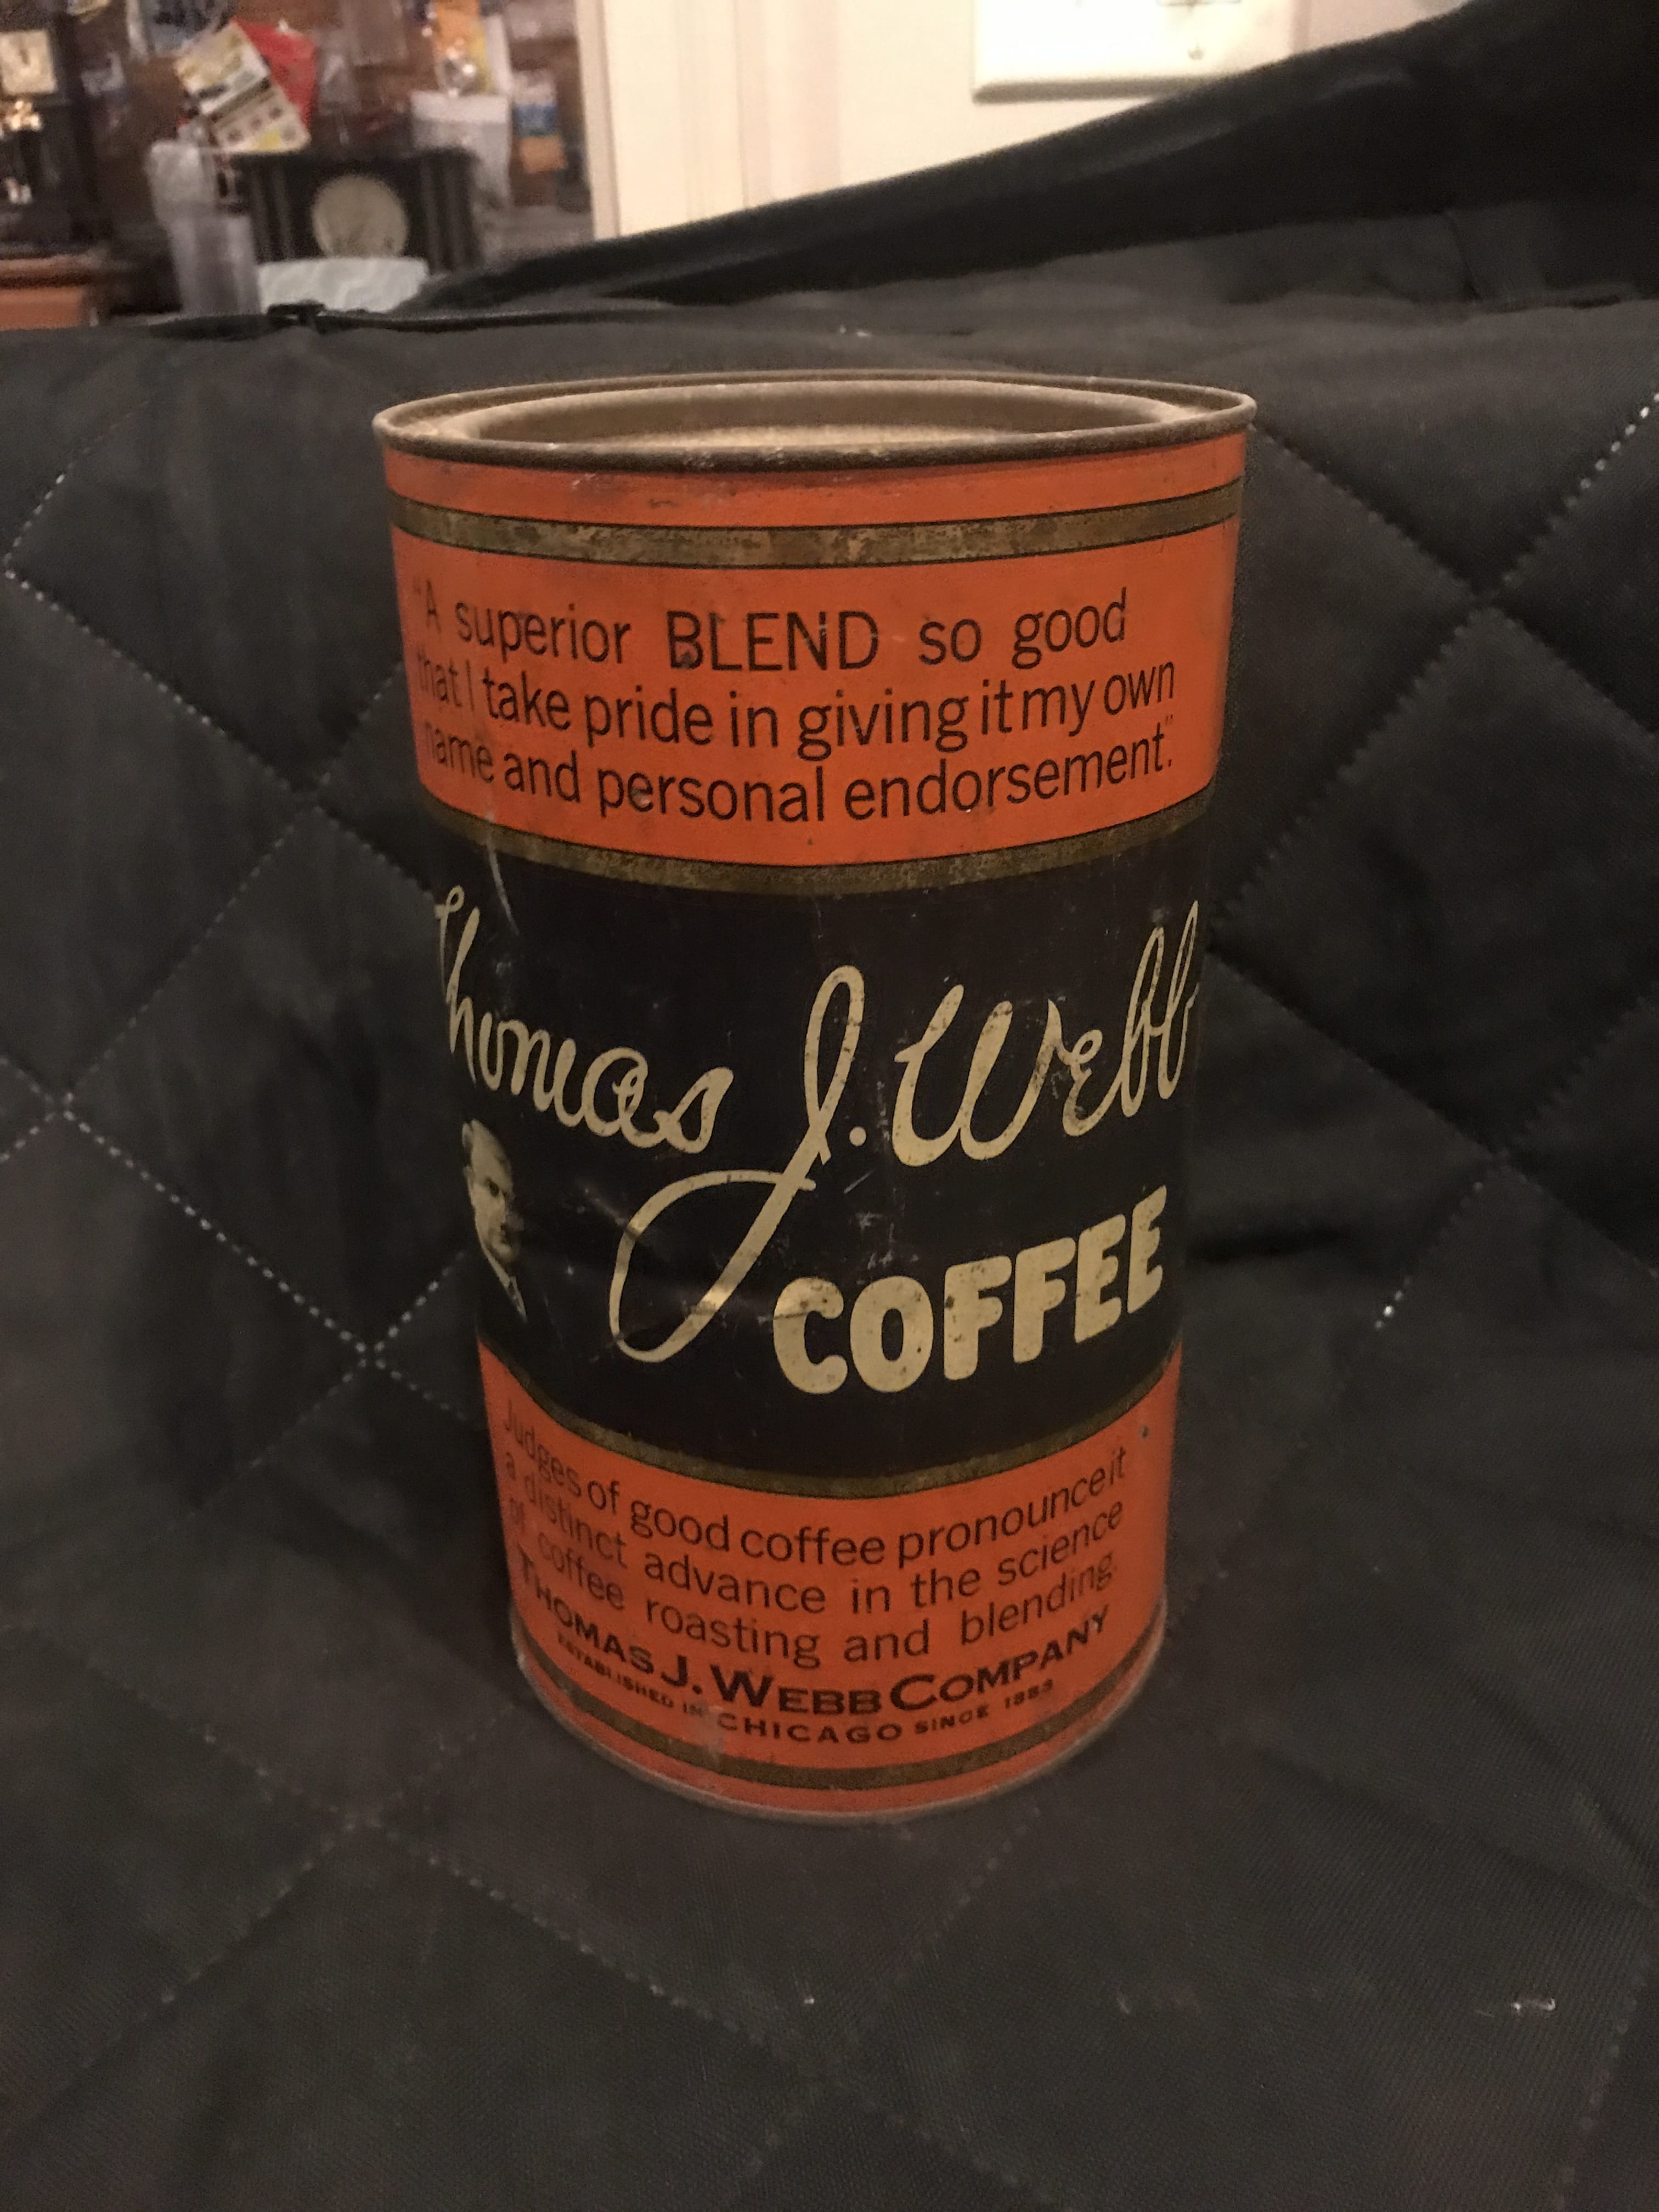 "A superior BLEND so good
that I take pride in giving it my own
name and personal endorsement."
Thomas J. Webb
COFFEE
Judges of good coffee pronounce it
a distinct advance in the science
of coffee roasting and blending.
THOMAS J. WEBB COMPANY
ESTABLISHED IN CHICAGO SINCE 1883